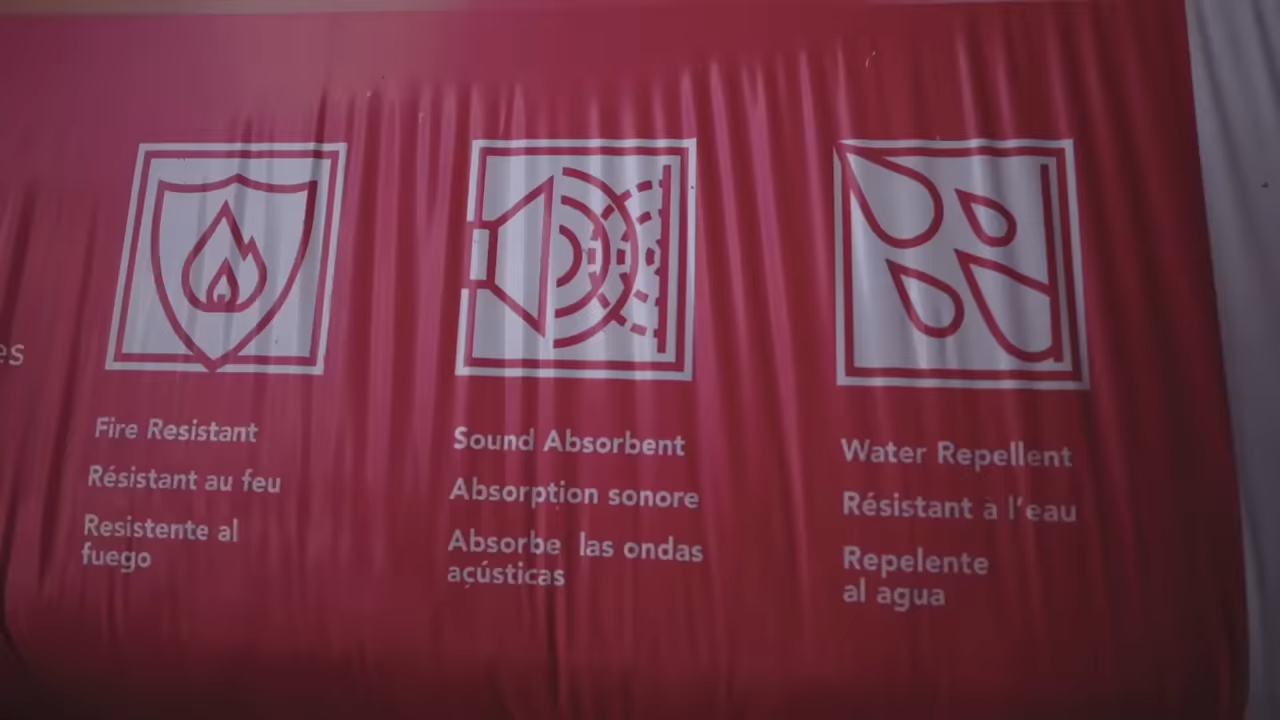 es
Fire Resistant
Résistant au feu
Resistente al
fuego
Sound Absorbent
Absorption sonore
Absorbe las ondas
acústicas
Water Repellent
Résistant à l'eau
Repelente
al agua